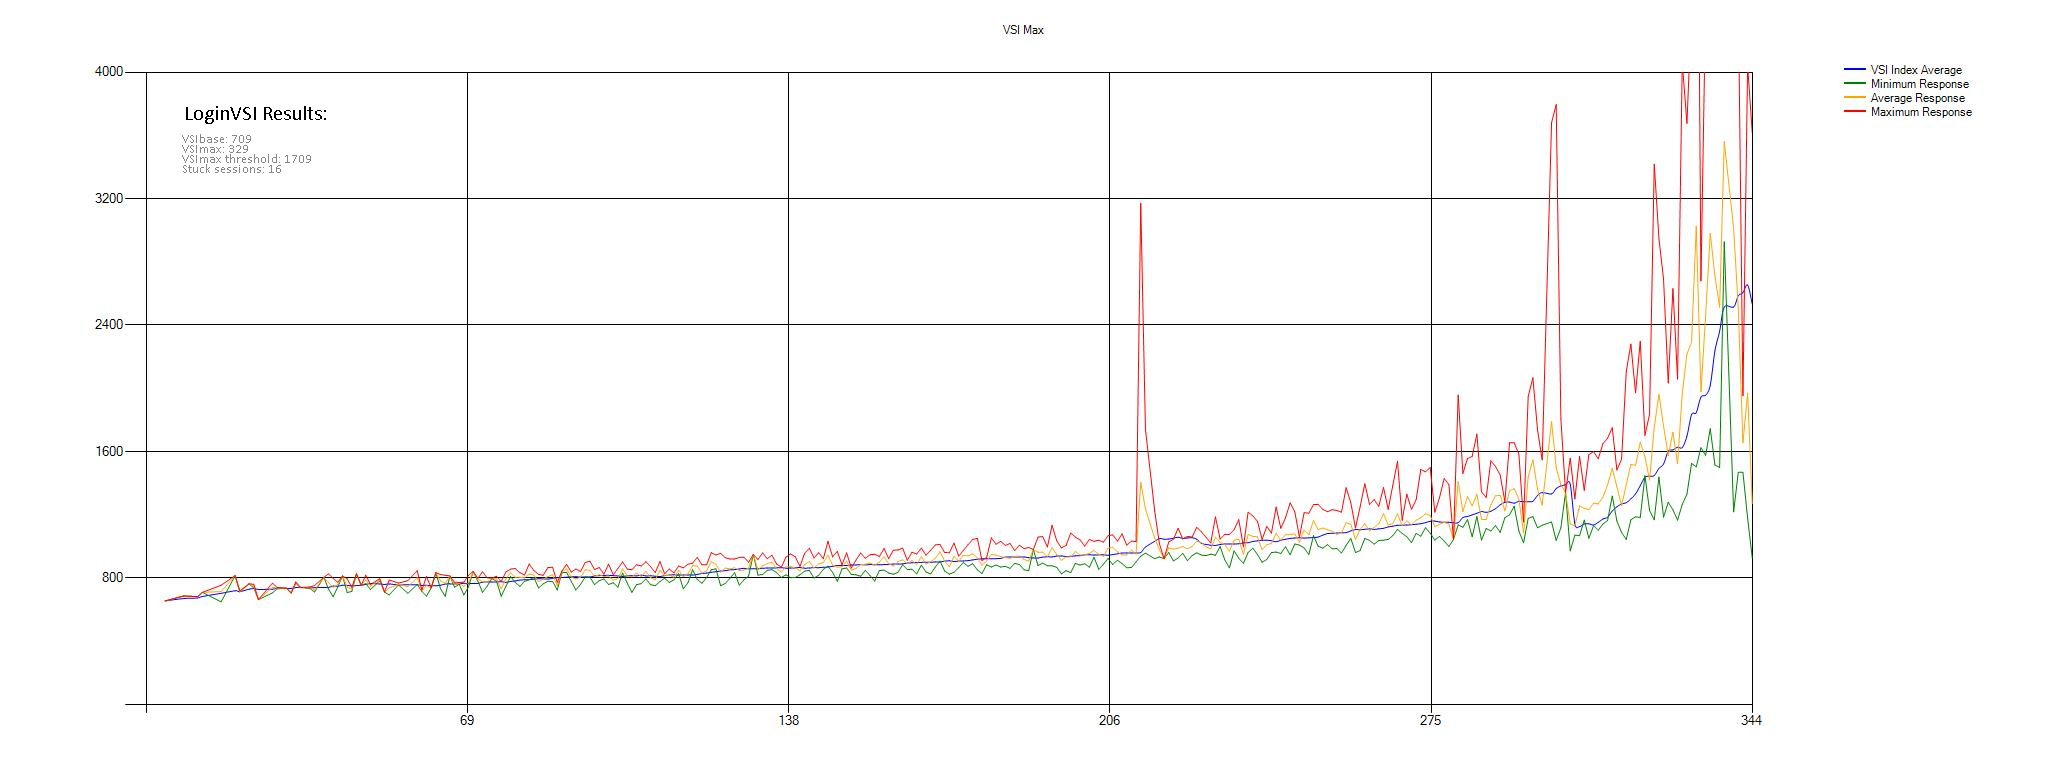 VSI Max
4000
3200
2400
1600
800
LoginVSI Results:
VSIbase: 709
VSImax: 329
VSImax threshold: 1709
Stuck sessions: 16
VSI Index Average
Minimum Response
Average Response
Maximum Response
69
138
206
275
344